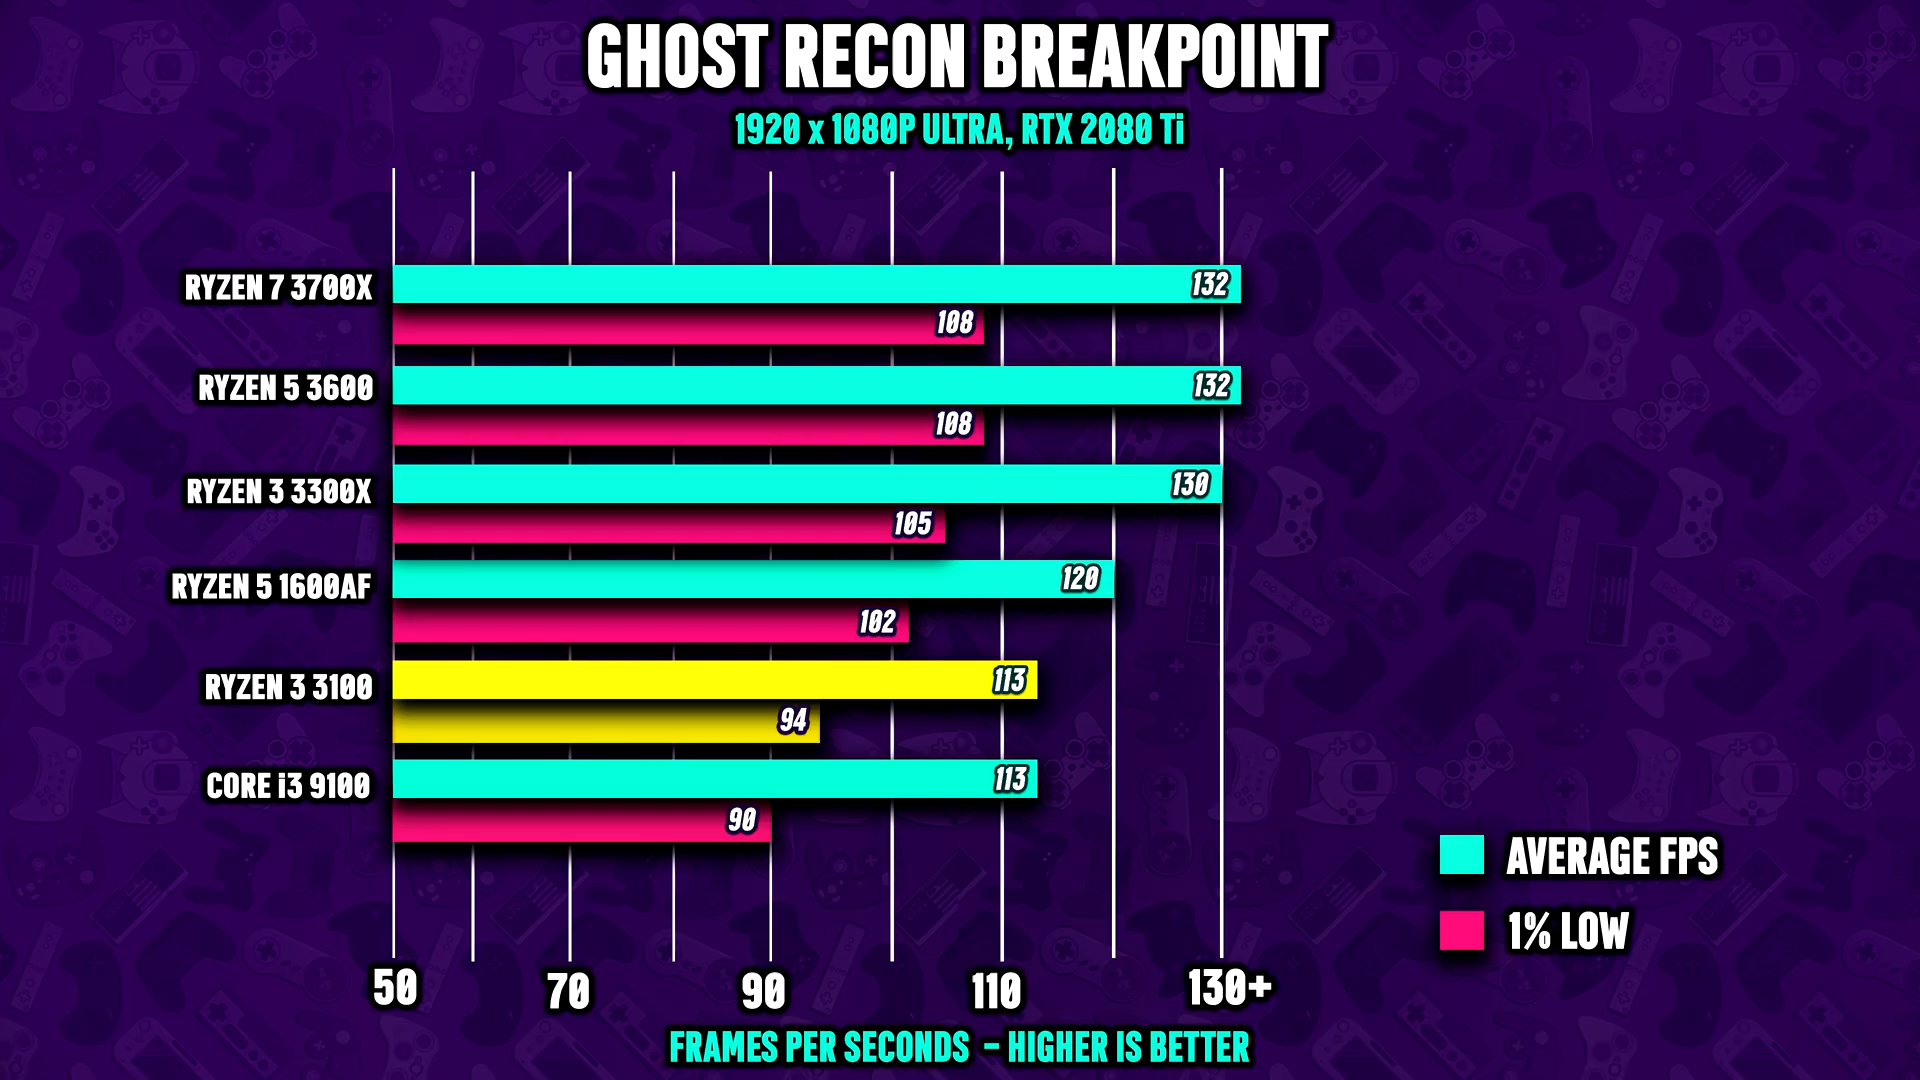 GHOST RECON BREAKPOINT
1920 x 1080P ULTRA, RTX 2080 Ti
RYZEN 7 3700X
132
108
RYZEN 5 3600
132
108
RYZEN 3 3300X
130
105
RYZEN 5 1600AF
120
102
RYZEN 3 3100
113
94
CORE i3 9100
113
90
AVERAGE FPS
1% LOW
50 70 90 110 130+
FRAMES PER SECONDS - HIGHER IS BETTER